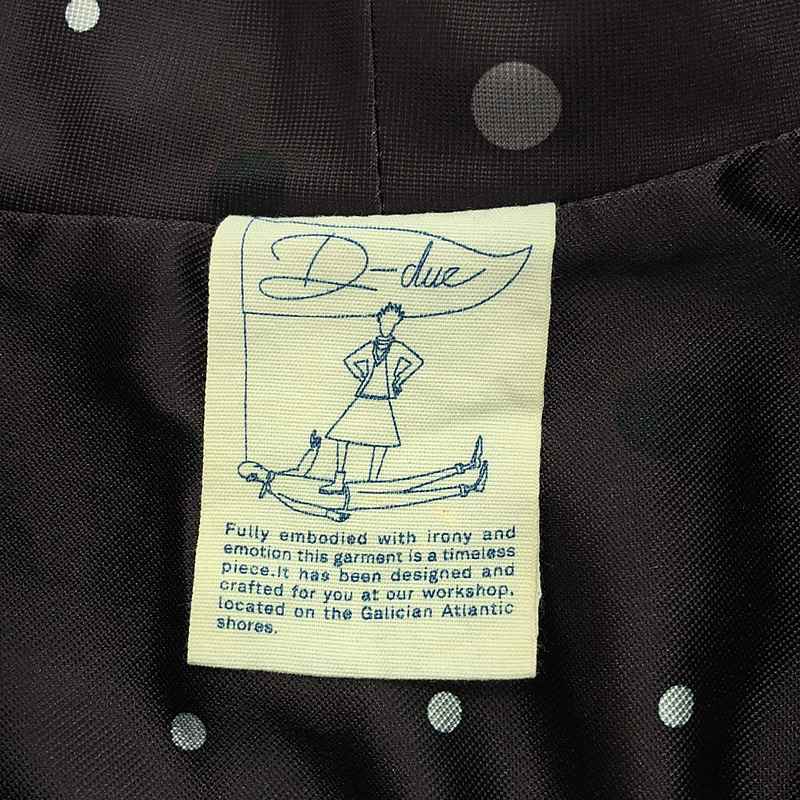 D-due
Fully embodied with irony and
emotion this garment is a timeless
piece.It has been designed and
crafted for you at our workshop,
located on the Galician Atlantic
shores.